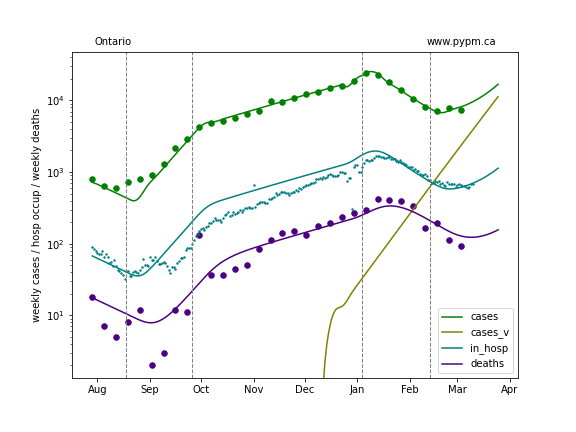 Ontario
www.pypm.ca
weekly cases / hosp occup / weekly deaths
10⁴
10³
10²
10¹
cases
cases_v
in_hosp
deaths
Aug Sep Oct Nov Dec Jan Feb Mar Apr